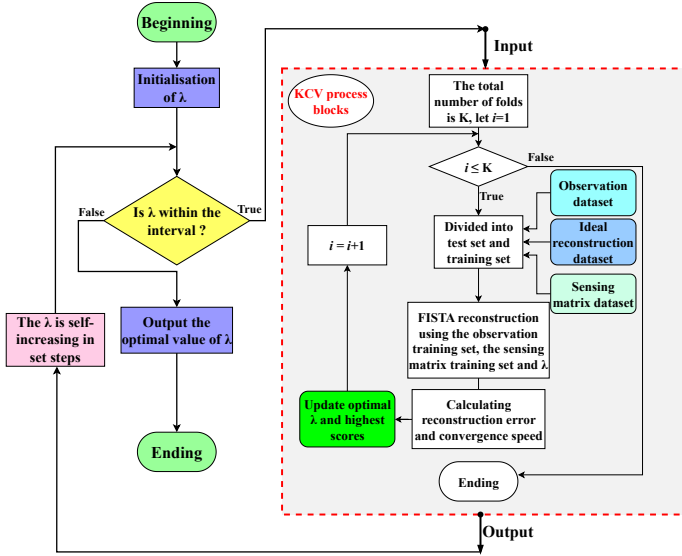 Beginning
Initialisation
of λ
Is λ within the
interval ?
False
True
Output the
optimal value of λ
Ending
The λ is self-
increasing in
set steps
Input
KCV process
blocks
The total
number of folds
is K, let i=1
i ≤ K
False
True
Observation
dataset
Ideal
reconstruction
dataset
Sensing
matrix dataset
Divided into
test set and
training set
i = i+1
FISTA reconstruction
using the observation
training set, the sensing
matrix training set and λ
Calculating
reconstruction error
and convergence speed
Update optimal
λ and highest
scores
Ending
Output